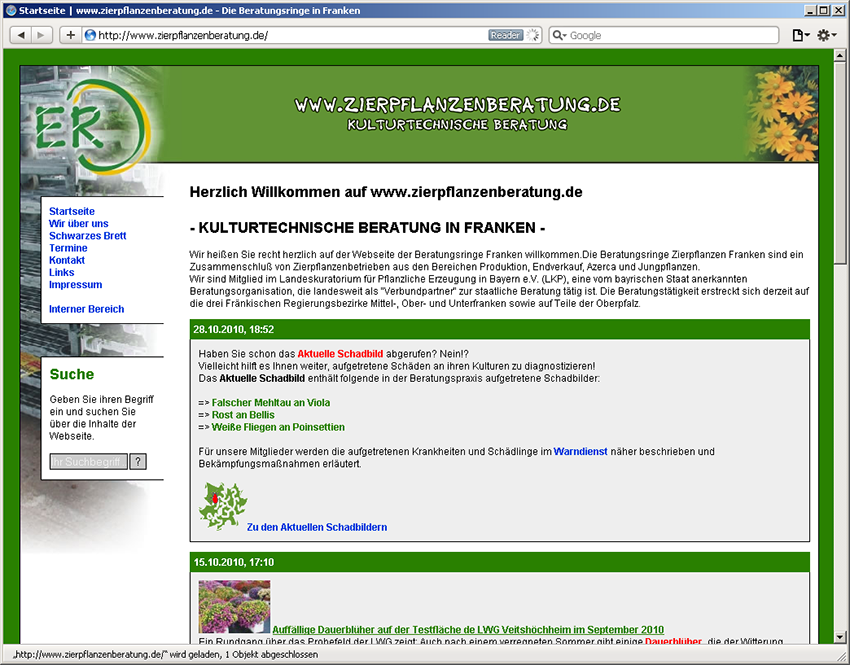 Startseite | www.zierpflanzenberatung.de - Die Beratungsringe in Franken
http://www.zierpflanzenberatung.de/
Reader
Google
ER
WWW.ZIERPFLANZENBERATUNG.DE
KULTURTECHNISCHE BERATUNG
Startseite
Wir über uns
Schwarzes Brett
Termine
Kontakt
Links
Impressum
Interner Bereich
Suche
Geben Sie ihren Begriff
ein und suchen Sie
über die Inhalte der
Webseite.
Ihr Suchbegriff...
?
Herzlich Willkommen auf www.zierpflanzenberatung.de
- KULTURTECHNISCHE BERATUNG IN FRANKEN -
Wir heißen Sie recht herzlich auf der Webseite der Beratungsringe Franken willkommen.Die Beratungsringe Zierpflanzen Franken sind ein
Zusammenschluß von Zierpflanzenbetrieben aus den Bereichen Produktion, Endverkauf, Azerca und Jungpflanzen.
Wir sind Mitglied im Landeskuratorium für Pflanzliche Erzeugung in Bayern e.V. (LKP), eine vom bayrischen Staat anerkannten
Beratungsorganisation, die landesweit als "Verbundpartner" zur staatliche Beratung tätig ist. Die Beratungstätigkeit erstreckt sich derzeit auf
die drei Fränkischen Regierungsbezirke Mittel-, Ober- und Unterfranken sowie auf Teile der Oberpfalz.
28.10.2010, 18:52
Haben Sie schon das Aktuelle Schadbild abgerufen? Nein!?
Vielleicht hilft es Ihnen weiter, aufgetretene Schäden an ihren Kulturen zu diagnostizieren!
Das Aktuelle Schadbild enthält folgende in der Beratungspraxis aufgetretene Schadbilder:
=> Falscher Mehltau an Viola
=> Rost an Bellis
=> Weiße Fliegen an Poinsettien
Für unsere Mitglieder werden die aufgetretenen Krankheiten und Schädlinge im Warndienst näher beschrieben und
Bekämpfungsmaßnahmen erläutert.
Zu den Aktuellen Schadbildern
15.10.2010, 17:10
Auffällige Dauerblüher auf der Testfläche de LWG Veitshöchheim im September 2010
Ein Rundgang über das Probefeld der LWG zeigt: Auch nach einem verregneten Sommer gibt einige Dauerblüher, die der Witterung
„http://www.zierpflanzenberatung.de/“ wird geladen, 1 Objekt abgeschlossen